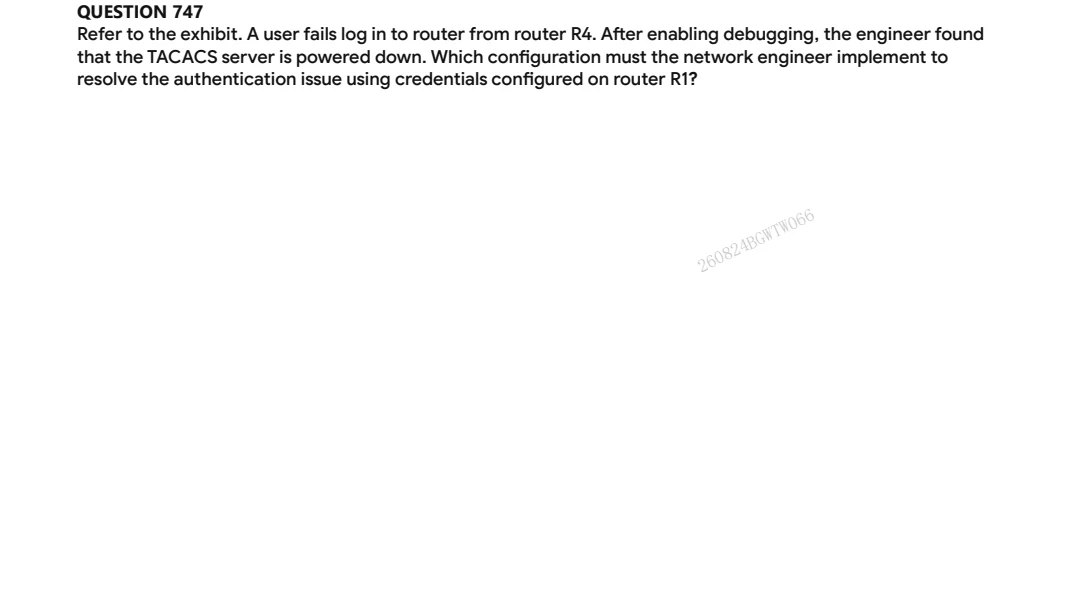 QUESTION 747
Refer to the exhibit. A user fails log in to router from router R4. After enabling debugging, the engineer found
that the TACACS server is powered down. Which configuration must the network engineer implement to
resolve the authentication issue using credentials configured on router R1?
260824BGWTW066